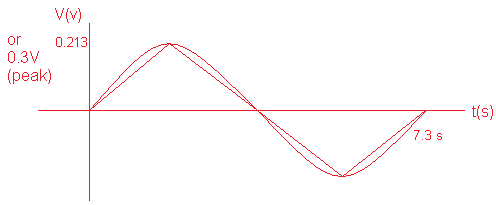 V(v)
or
0.3V
(peak)
0.213
t(s)
7.3 s